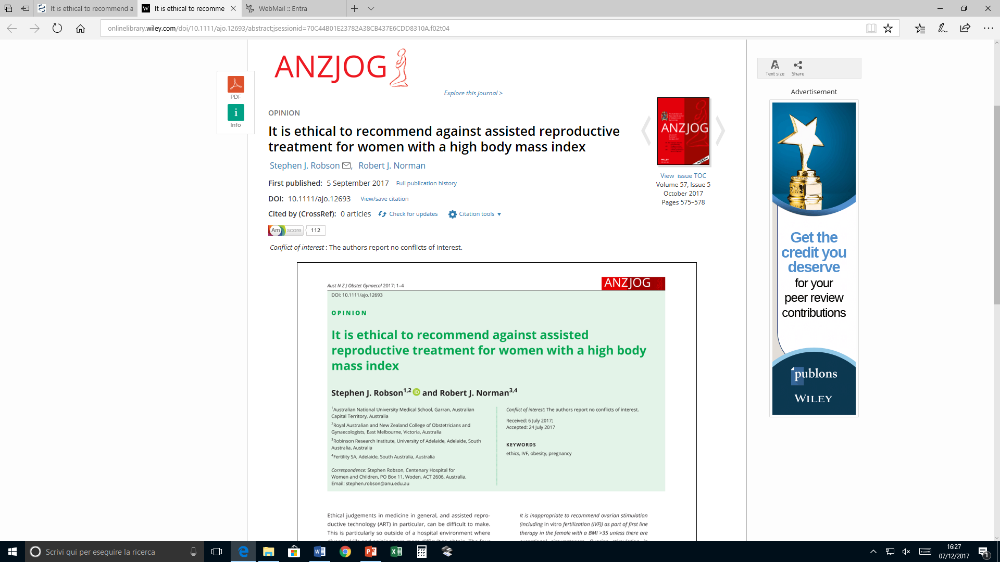 It is ethical to recommend a
It is ethical to recomme
WebMail :: Entra
onlinelibrary.wiley.com/doi/10.1111/ajo.12693/abstract;jsessionid=70C44B01E23782A38CB437E6CDD8310A.f02t04
ANZJOG
PDF
Info
Explore this journal >
OPINION
It is ethical to recommend against assisted reproductive
treatment for women with a high body mass index
Stephen J. Robson, Robert J. Norman
First published: 5 September 2017 Full publication history
DOI: 10.1111/ajo.12693 View/save citation
Cited by (CrossRef): 0 articles Check for updates Citation tools ▼
Am score 112
Conflict of interest : The authors report no conflicts of interest.
ANZJOG
WILEY
View issue TOC
Volume 57, Issue 5
October 2017
Pages 575–578
Text size Share
Advertisement
Get the
credit you
deserve
for your
peer review
contributions
publons
WILEY
Aust N Z J Obstet Gynaecol 2017; 1–4
ANZJOG
DOI: 10.1111/ajo.12693
OPINION
It is ethical to recommend against assisted
reproductive treatment for women with a high body
mass index
Stephen J. Robson1,2 iD and Robert J. Norman3,4
1Australian National University Medical School, Garran, Australian
Capital Territory, Australia
2Royal Australian and New Zealand College of Obstetricians and
Gynaecologists, East Melbourne, Victoria, Australia
3Robinson Research Institute, University of Adelaide, Adelaide, South
Australia, Australia
4Fertility SA, Adelaide, South Australia, Australia
Correspondence: Stephen Robson, Centenary Hospital for
Women and Children, PO Box 11, Woden, ACT 2606, Australia.
Email: stephen.robson@anu.edu.au
Conflict of interest: The authors report no conflicts of interest.
Received: 6 July 2017;
Accepted: 24 July 2017
KEYWORDS
ethics, IVF, obesity, pregnancy
Ethical judgements in medicine in general, and assisted repro-
ductive technology (ART) in particular, can be difficult to make.
This is particularly so outside of a hospital environment where
It is inappropriate to recommend ovarian stimulation
(including in vitro fertilization (IVF)) as part of first line
therapy in the female with a BMI >35 unless there are
Scrivi qui per eseguire la ricerca
16:27
07/12/2017
1